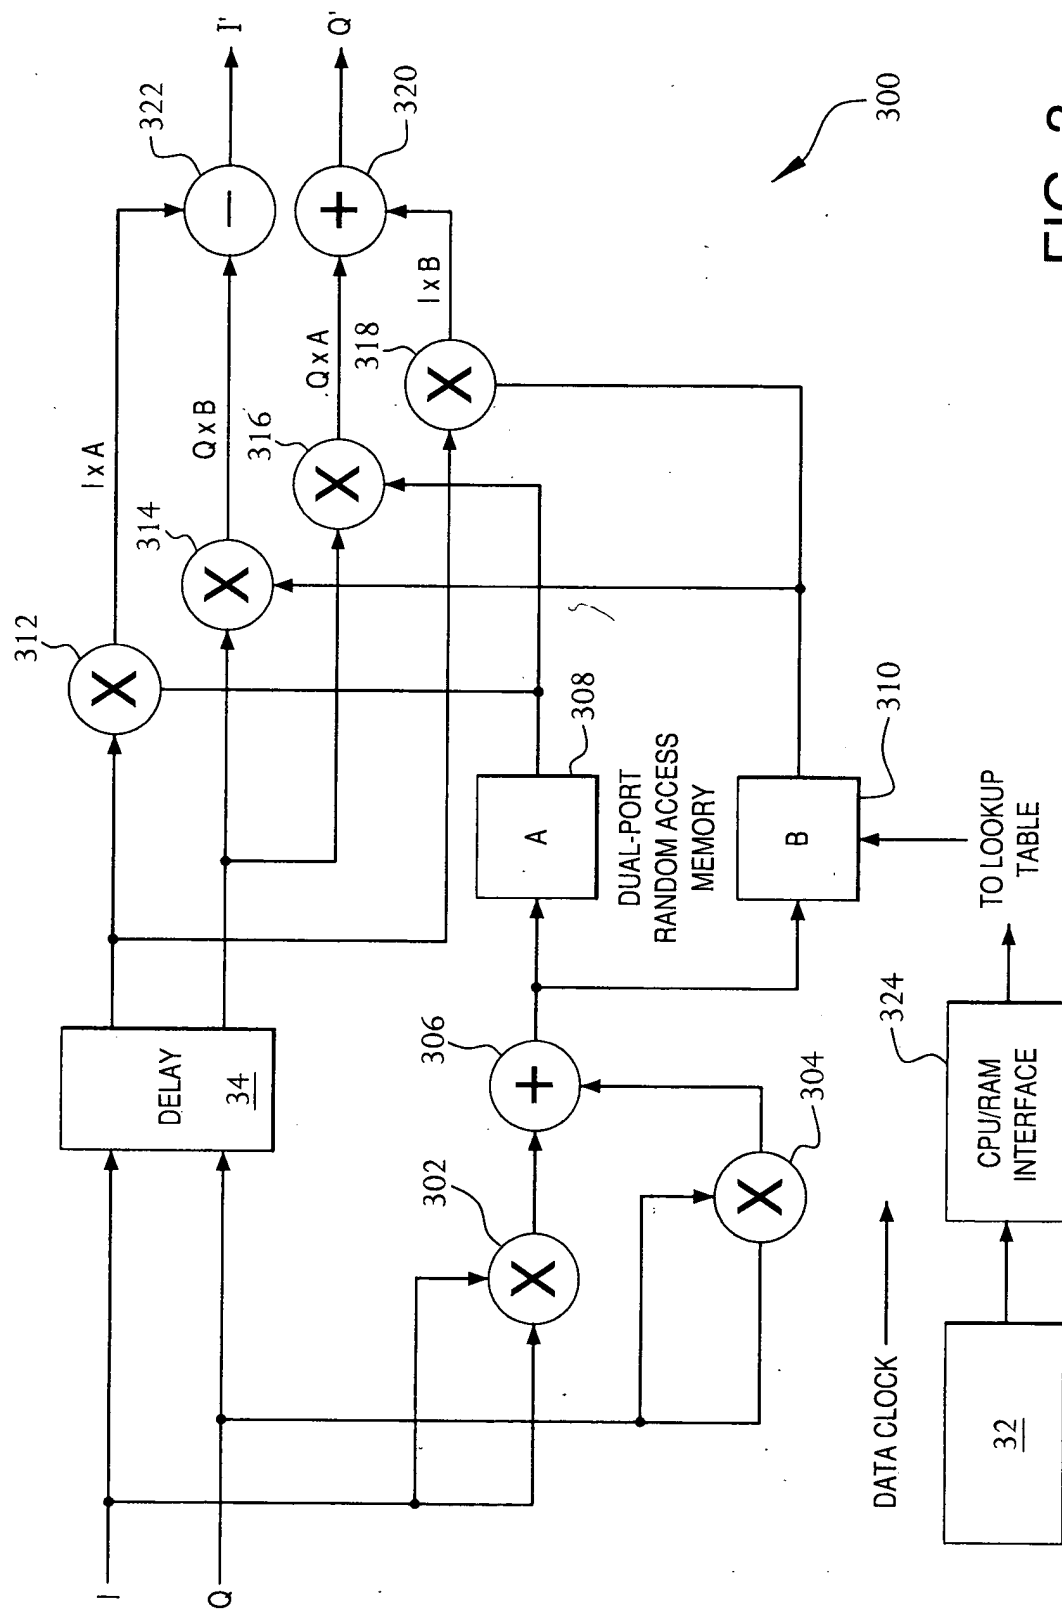 I
Q
DELAY
34
312
I x A
314
Q x B
316
Q x A
318
I x B
322
I'
320
Q'
302
304
306
A
308
DUAL-PORT
RANDOM ACCESS
MEMORY
B
310
TO LOOKUP
TABLE
324
CPU/RAM
INTERFACE
DATA CLOCK
32
300
FIG.